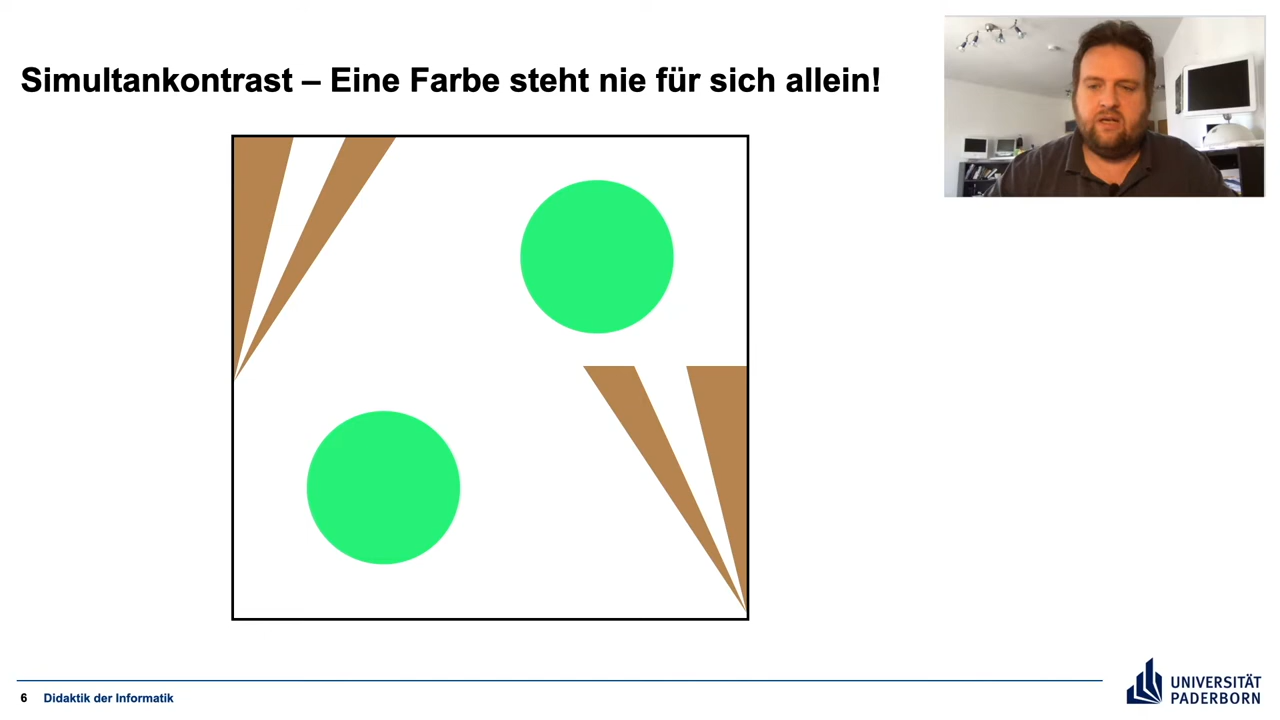 Simultankontrast – Eine Farbe steht nie für sich allein!
6 Didaktik der Informatik
UNIVERSITÄT
PADERBORN